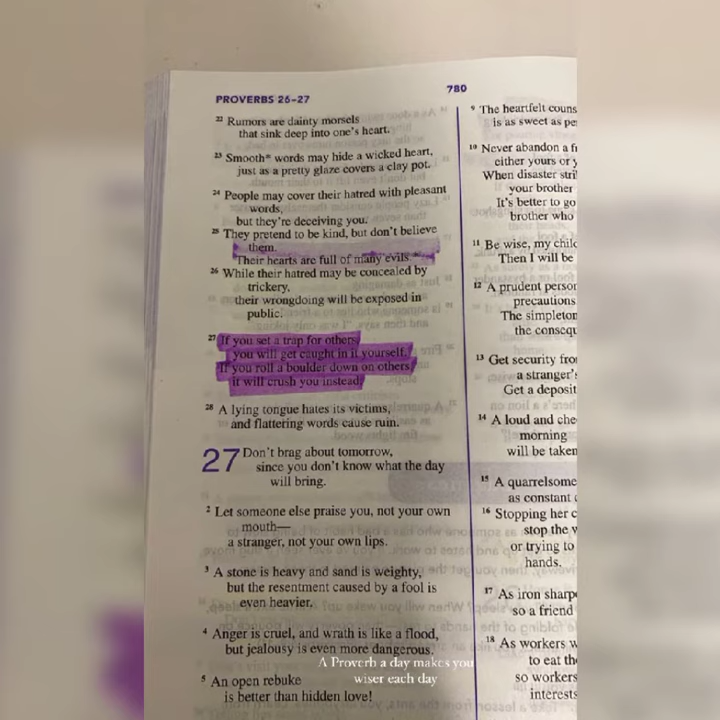 PROVERBS 26–27
780
22 Rumors are dainty morsels
that sink deep into one's heart.
23 Smooth* words may hide a wicked heart,
just as a pretty glaze covers a clay pot.
24 People may cover their hatred with pleasant
words,
but they're deceiving you.
25 They pretend to be kind, but don't believe
them.
Their hearts are full of many evils.*
26 While their hatred may be concealed by
trickery,
their wrongdoing will be exposed in
public.
27 If you set a trap for others,
you will get caught in it yourself.
If you roll a boulder down on others,
it will crush you instead.
28 A lying tongue hates its victims,
and flattering words cause ruin.
27 Don't brag about tomorrow,
since you don't know what the day
will bring.
2 Let someone else praise you, not your own
mouth—
a stranger, not your own lips.
3 A stone is heavy and sand is weighty,
but the resentment caused by a fool is
even heavier.
4 Anger is cruel, and wrath is like a flood,
but jealousy is even more dangerous.
5 An open rebuke
is better than hidden love!
9 The heartfelt
is as sweet as
10 Never abandon a
either yours or
When disaster
your brother
It's better to go
brother who
11 Be wise, my
Then I will be
12 A prudent
precautions
The
the
13 Get security
a stranger's
Get a deposit
14 A loud and
morning
will be taken
15 A quarrelsome
as constant
16 Stopping her
stop the
or trying to
hands.
17 As iron
so a friend
18 As workers
to eat
so workers
interests
A Proverb a day makes you
wiser each day